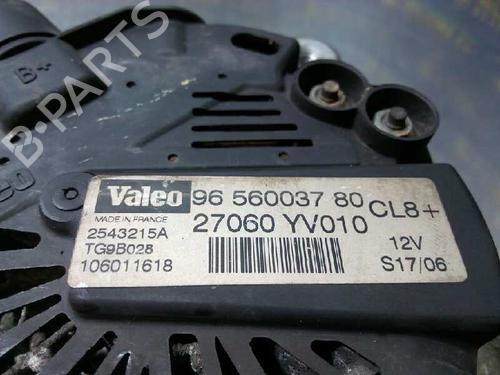 B+
B-PARTS
Valeo
MADE IN FRANCE
96 560037 80
CL8+
27060 YV010
2543215A
TG9B028
106011618
12V
S17/06